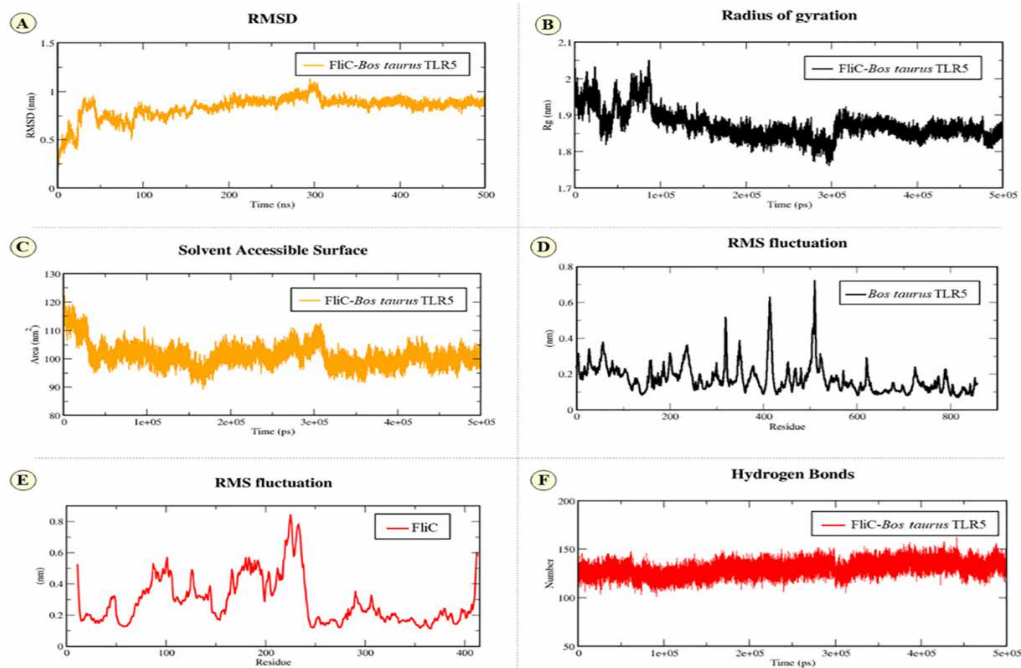 A
RMSD
1.5
1
0.5
0
RMSD (nm)
FliC-Bos taurus TLR5
0
100
200
300
400
500
Time (ns)
B
Radius of gyration
2.1
2
1.9
1.8
1.7
Rg (nm)
FliC-Bos taurus TLR5
0
1e+05
2e+05
3e+05
4e+05
5e+05
Time (ps)
C
Solvent Accessible Surface
130
120
110
100
90
80
Area (nm²)
FliC-Bos taurus TLR5
0
1e+05
2e+05
3e+05
4e+05
5e+05
Time (ps)
D
RMS fluctuation
0.8
0.6
0.4
0.2
0
(nm)
Bos taurus TLR5
0
200
400
600
800
Residue
E
RMS fluctuation
0.8
0.6
0.4
0.2
0
(nm)
FliC
0
100
200
300
400
Residue
F
Hydrogen Bonds
200
150
100
50
Number
FliC-Bos taurus TLR5
0
1e+05
2e+05
3e+05
4e+05
5e+05
Time (ps)